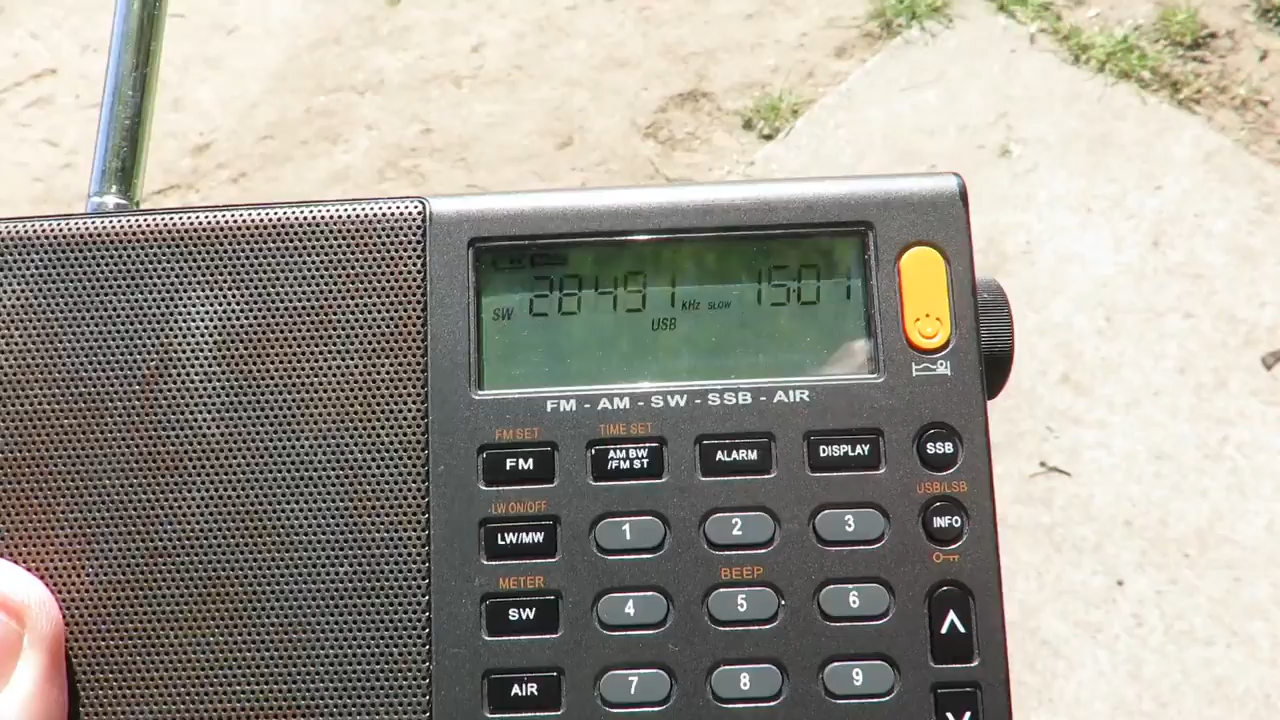 SW 28491 KHz SLOW 15:01
USB
FM - AM - SW - SSB - AIR
FM SET TIME SET
FM AM BW /FM ST ALARM DISPLAY SSB
USB/LSB
LW ON/OFF
LW/MW 1 2 3 INFO
METER BEEP
SW 4 5 6
AIR 7 8 9